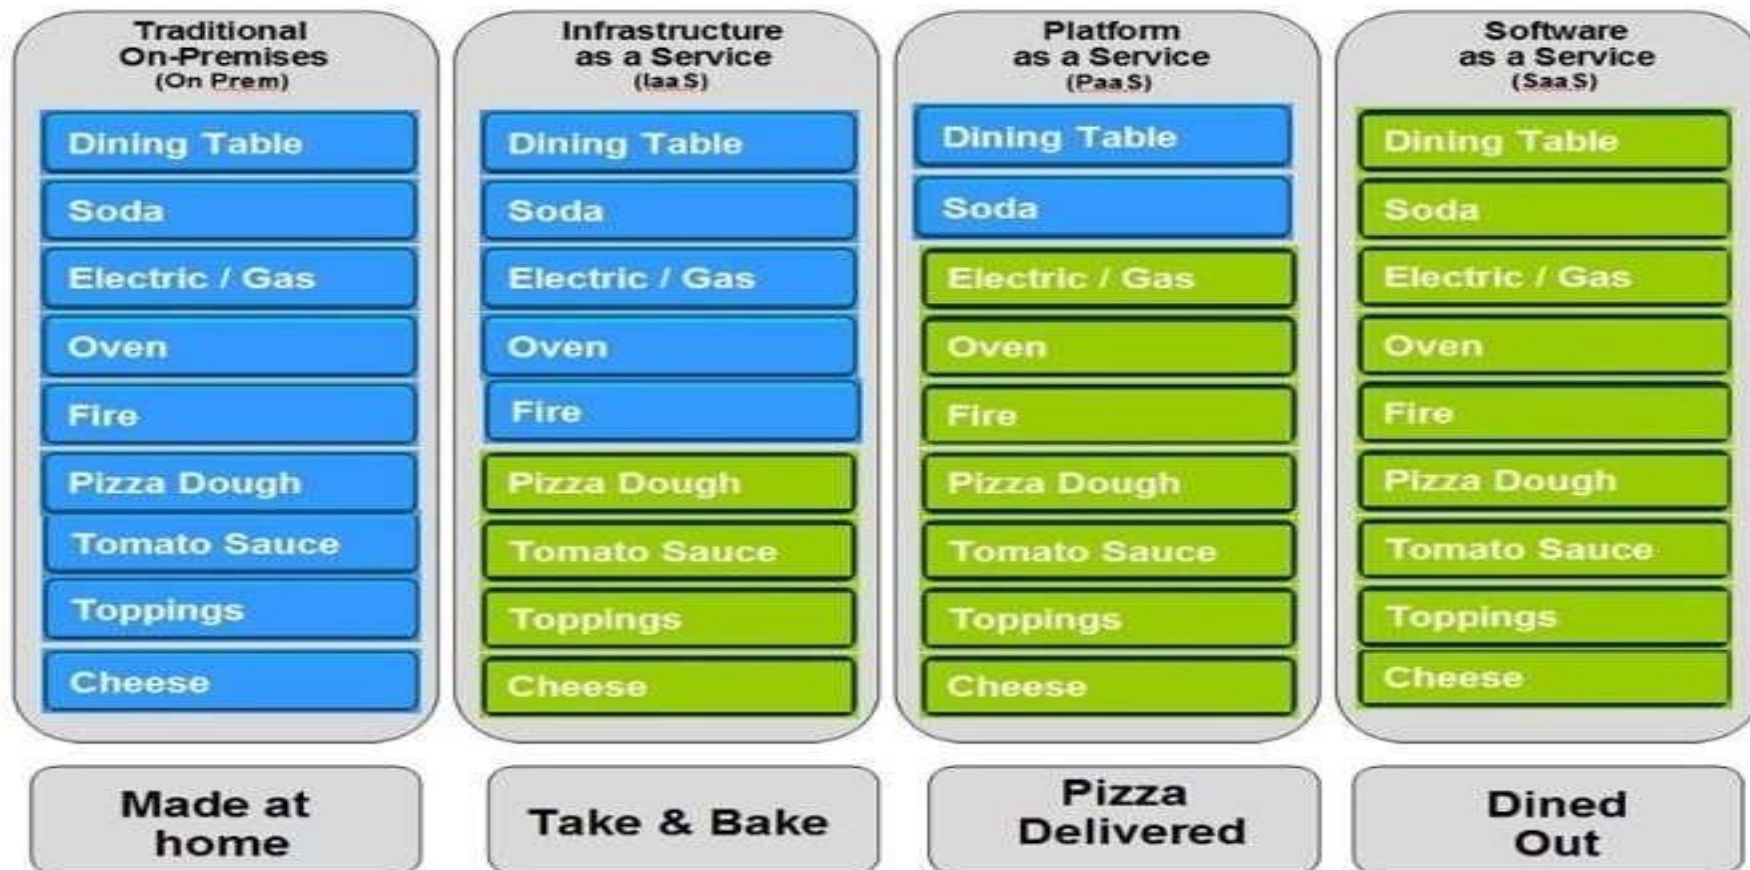 Traditional
On-Premises
(On Prem)
Dining Table
Soda
Electric / Gas
Oven
Fire
Pizza Dough
Tomato Sauce
Toppings
Cheese
Made at
home
Infrastructure
as a Service
(IaaS)
Dining Table
Soda
Electric / Gas
Oven
Fire
Pizza Dough
Tomato Sauce
Toppings
Cheese
Take & Bake
Platform
as a Service
(PaaS)
Dining Table
Soda
Electric / Gas
Oven
Fire
Pizza Dough
Tomato Sauce
Toppings
Cheese
Pizza
Delivered
Software
as a Service
(SaaS)
Dining Table
Soda
Electric / Gas
Oven
Fire
Pizza Dough
Tomato Sauce
Toppings
Cheese
Dined
Out